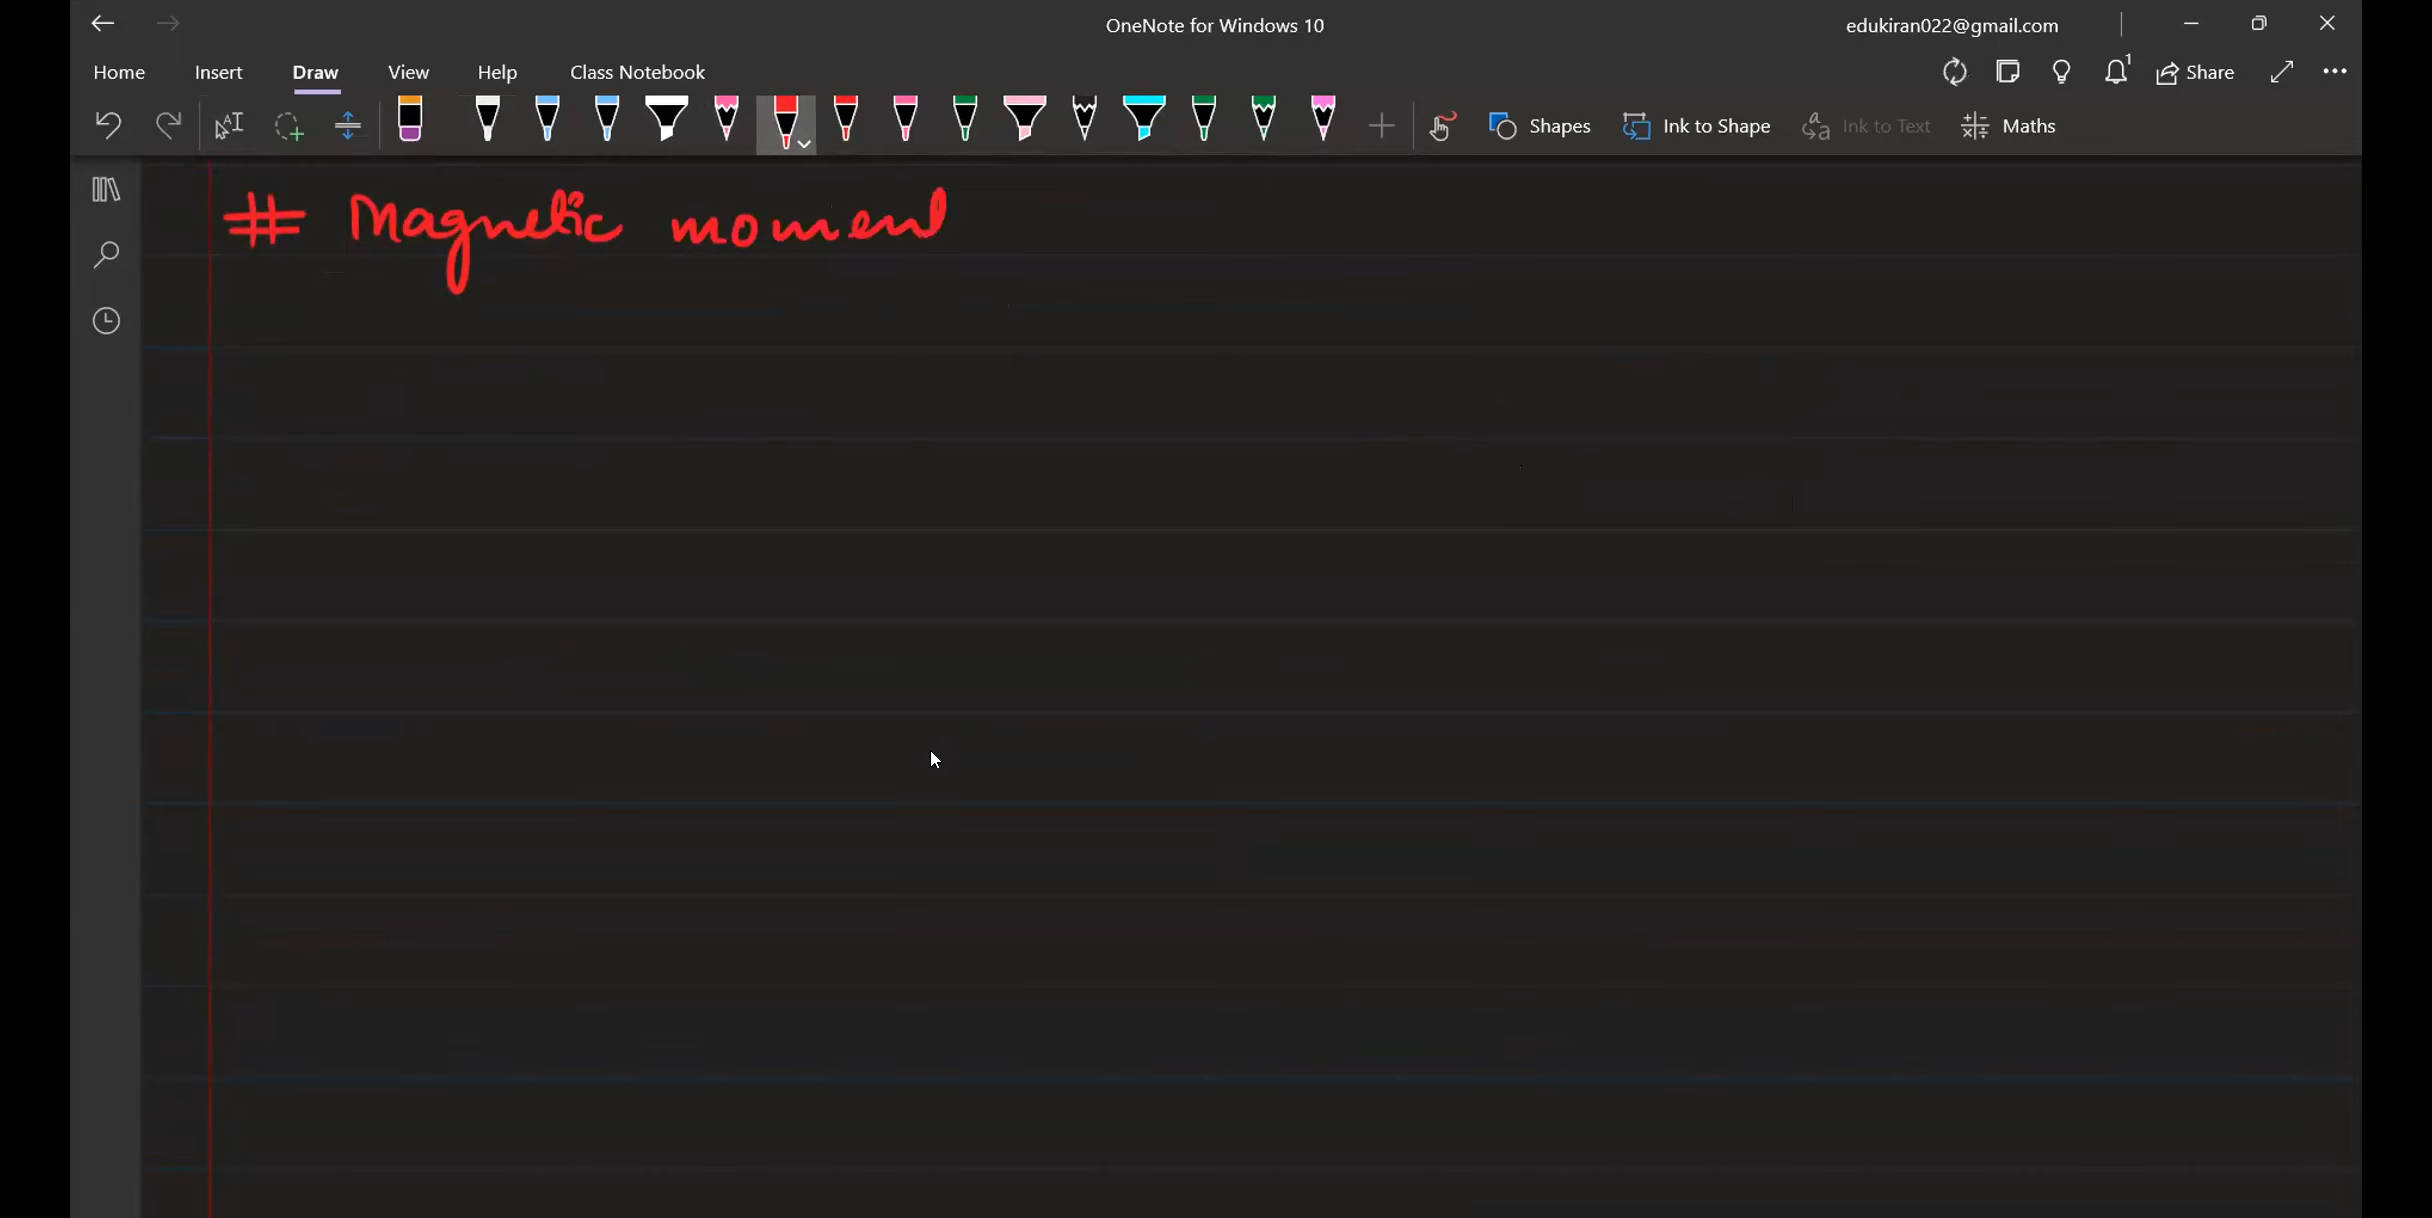 OneNote for Windows 10
edukiran022@gmail.com
Home Insert Draw View Help Class Notebook
1 Share
Shapes Ink to Shape Ink to Text Maths
# Magnetic moment